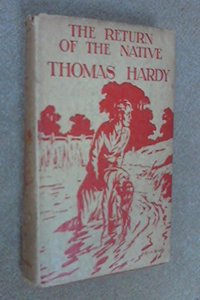 THE RETURN
OF THE NATIVE
THOMAS HARDY